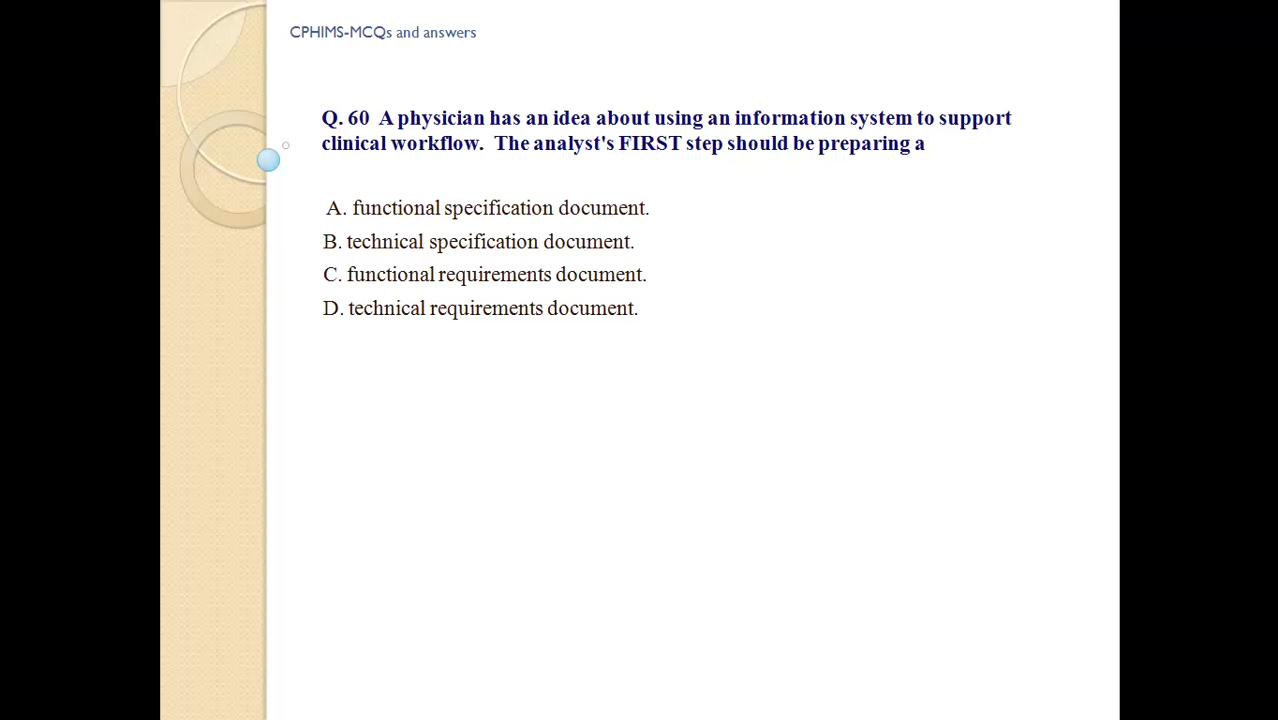 CPHIMS-MCQs and answers
Q. 60 A physician has an idea about using an information system to support
clinical workflow. The analyst's FIRST step should be preparing a
A. functional specification document.
B. technical specification document.
C. functional requirements document.
D. technical requirements document.